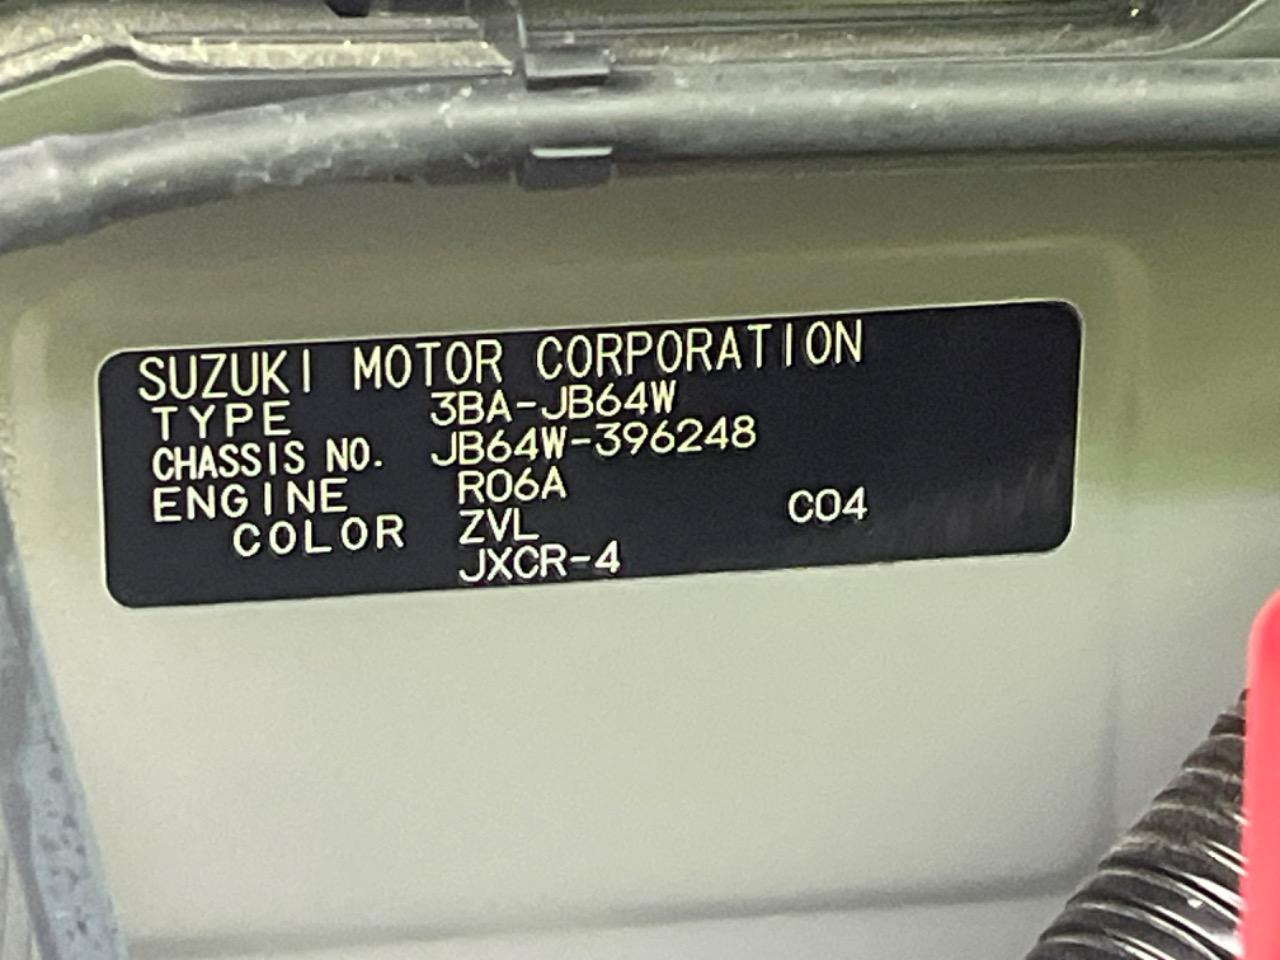 SUZUKI MOTOR CORPORATION
TYPE 3BA-JB64W
CHASSIS NO. JB64W-396248
ENGINE R06A
COLOR ZVL C04
JXCR-4